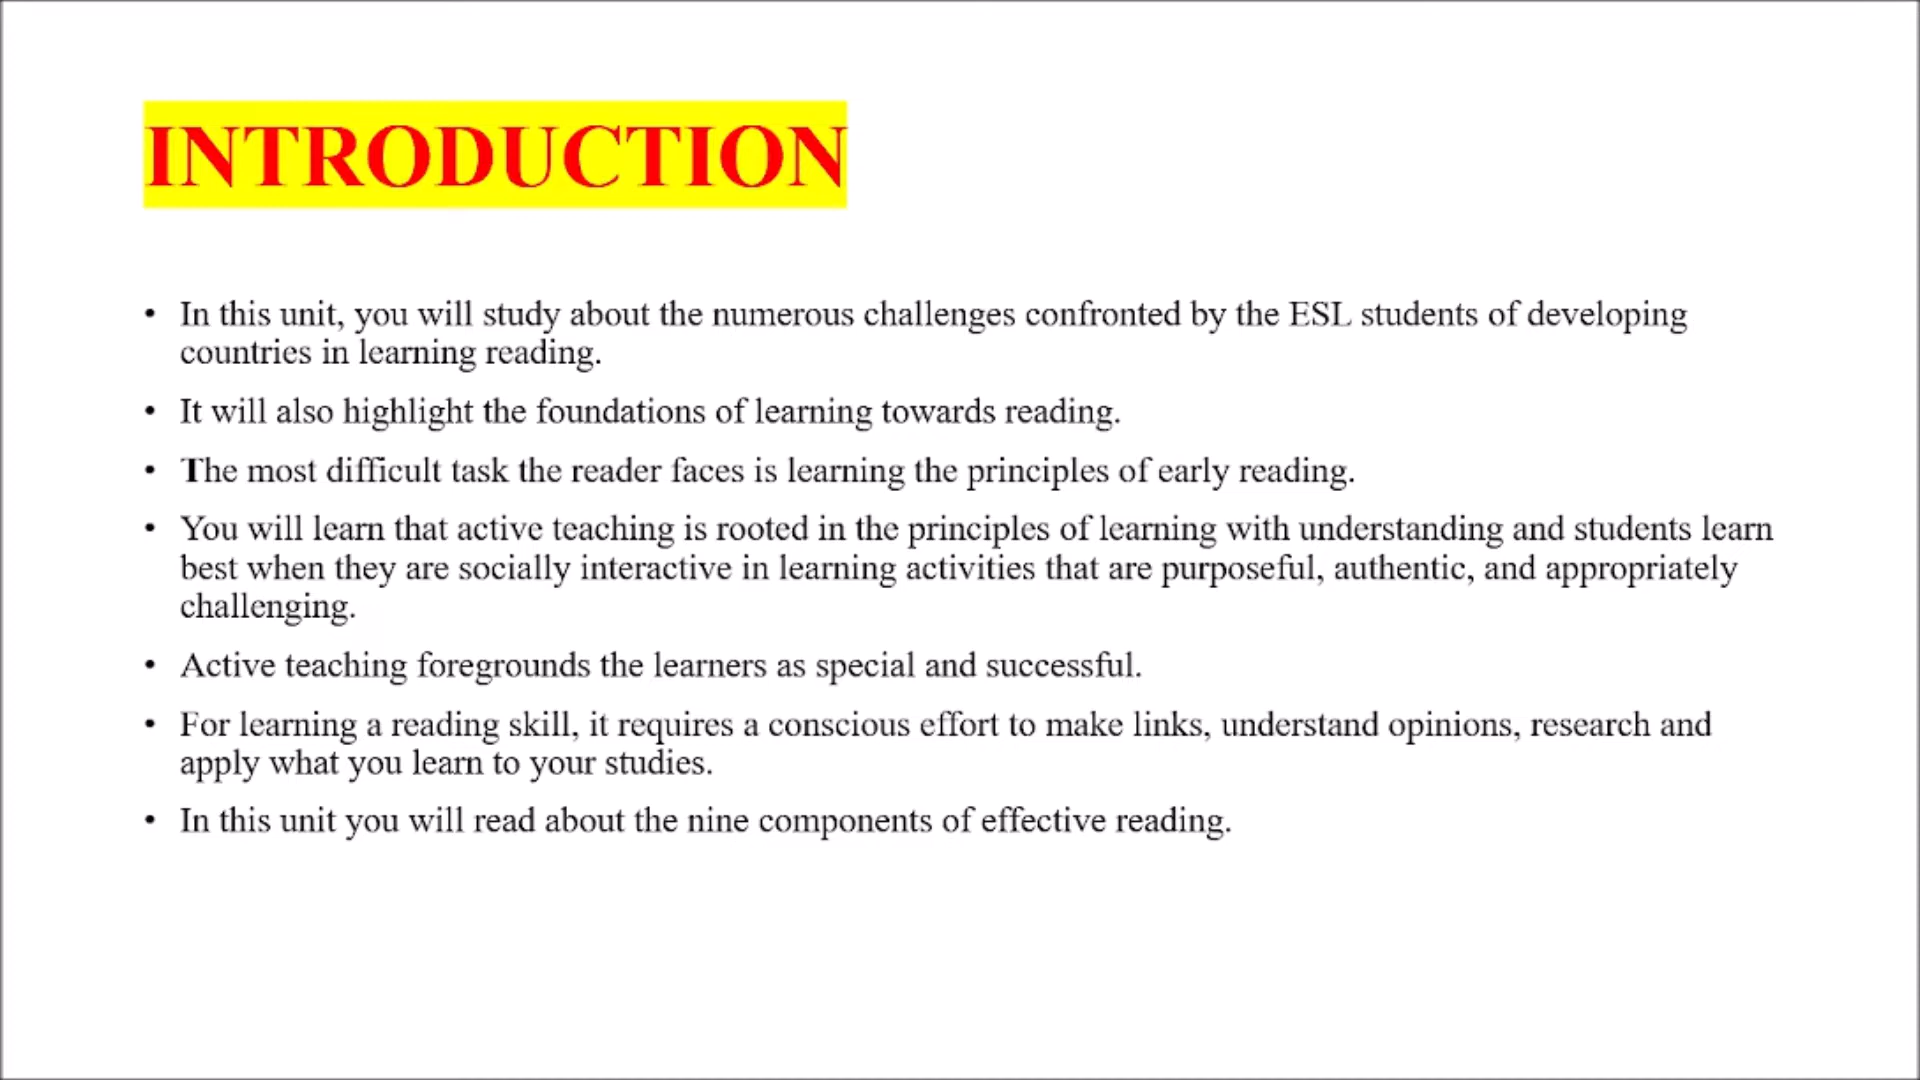 INTRODUCTION
• In this unit, you will study about the numerous challenges confronted by the ESL students of developing
countries in learning reading.
• It will also highlight the foundations of learning towards reading.
• The most difficult task the reader faces is learning the principles of early reading.
• You will learn that active teaching is rooted in the principles of learning with understanding and students learn
best when they are socially interactive in learning activities that are purposeful, authentic, and appropriately
challenging.
• Active teaching foregrounds the learners as special and successful.
• For learning a reading skill, it requires a conscious effort to make links, understand opinions, research and
apply what you learn to your studies.
• In this unit you will read about the nine components of effective reading.